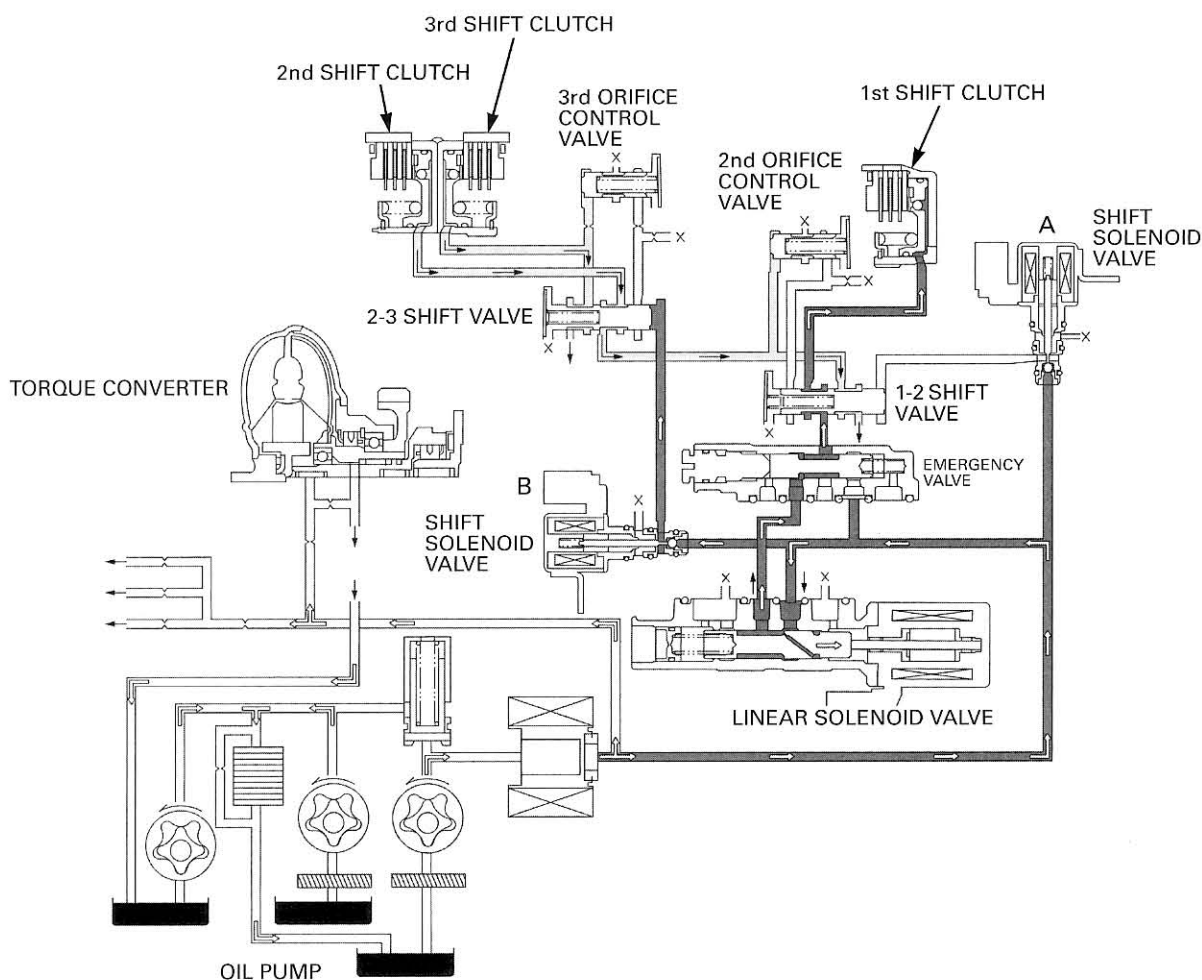 3rd SHIFT CLUTCH
2nd SHIFT CLUTCH
3rd ORIFICE
CONTROL
VALVE
1st SHIFT CLUTCH
2nd ORIFICE
CONTROL
VALVE
X
X
A
SHIFT
SOLENOID
VALVE
X
X
X
2-3 SHIFT VALVE
X
TORQUE CONVERTER
1-2 SHIFT
VALVE
X
EMERGENCY
VALVE
B
X
SHIFT
SOLENOID
VALVE
X
X
LINEAR SOLENOID VALVE
OIL PUMP